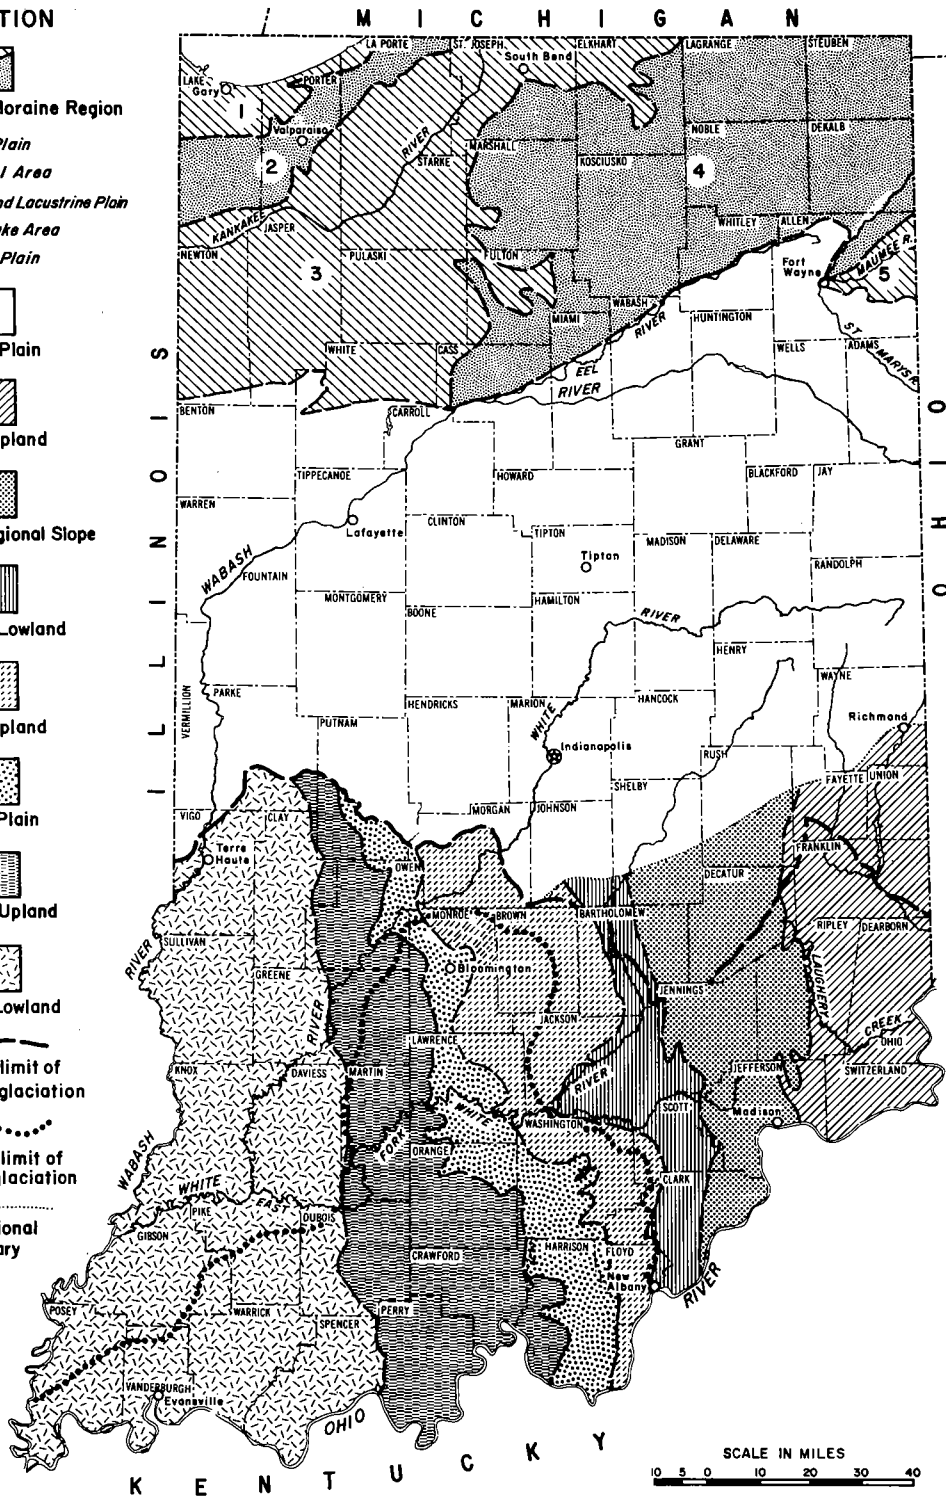 TION
Moraine Region
Plain
l Area
nd Lacustrine Plain
ke Area
Plain
Plain
pland
gional Slope
Lowland
pland
Plain
Upland
Lowland
limit of
glaciation
limit of
glaciation
ional
ary
MICHIGAN
LA PORTE
ST. JOSEPH
ELKHART
LAGRANGE
STEUBEN
South Bend
LAKE
Gary
PORTER
1
Valparaiso
NOBLE
DEKALB
RIVER
MARSHALL
STARKE
KOSCIUSKO
2
4
KANKAKEE
JASPER
WHITLEY
ALLEN
NEWTON
PULASKI
FULTON
Fort
Wayne
MAUMEE R.
3
5
WABASH
MIAMI
RIVER
HUNTINGTON
ST. MARYS R.
WHITE
CASS
WELLS
ADAMS
EEL
RIVER
BENTON
CARROLL
GRANT
TIPPECANOE
HOWARD
BLACKFORD
JAY
WARREN
Lafayette
CLINTON
TIPTON
MADISON
DELAWARE
Tipton
RANDOLPH
WABASH
FOUNTAIN
MONTGOMERY
BOONE
HAMILTON
RIVER
HENRY
WAYNE
VERMILLION
PARKE
HENDRICKS
MARION
HANCOCK
PUTNAM
WHITE
Richmond
Indianapolis
RUSH
FAYETTE
UNION
SHELBY
MORGAN
JOHNSON
VIGO
CLAY
Terre
Haute
FRANKLIN
OWEN
DECATUR
MONROE
BROWN
BARTHOLOMEW
RIPLEY
DEARBORN
RIVER
SULLIVAN
Bloomington
GREENE
JENNINGS
LAUGHERY
CREEK
JACKSON
RIVER
LAWRENCE
OHIO
KNOX
DAVIESS
MARTIN
RIVER
JEFFERSON
SWITZERLAND
SCOTT
Madison
WHITE
WASHINGTON
FORK
ORANGE
WABASH
CLARK
WHITE
EAST
PIKE
DUBOIS
GIBSON
CRAWFORD
HARRISON
FLOYD
New
Albany
RIVER
POSEY
WARRICK
PERRY
SPENCER
VANDERBURGH
Evansville
OHIO
ILLINOIS
OHIO
KENTUCKY
SCALE IN MILES
10 5 0 10 20 30 40